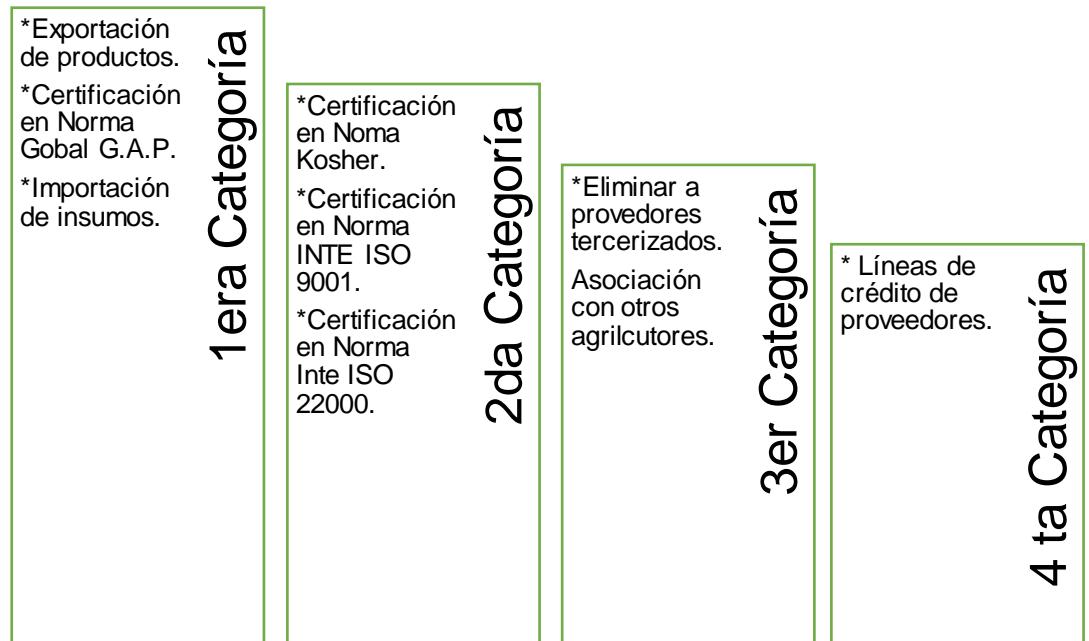 *Exportación
de productos.
*Certificación
en Norma
Gobal G.A.P.
*Importación
de insumos.
1era Categoría
*Certificación
en Noma
Kosher.
*Certificación
en Norma
INTE ISO
9001.
*Certificación
en Norma
Inte ISO
22000.
2da Categoría
*Eliminar a
provedores
tercerizados.
Asociación
con otros
agrilcutores.
3er Categoría
* Líneas de
crédito de
proveedores.
4 ta Categoría